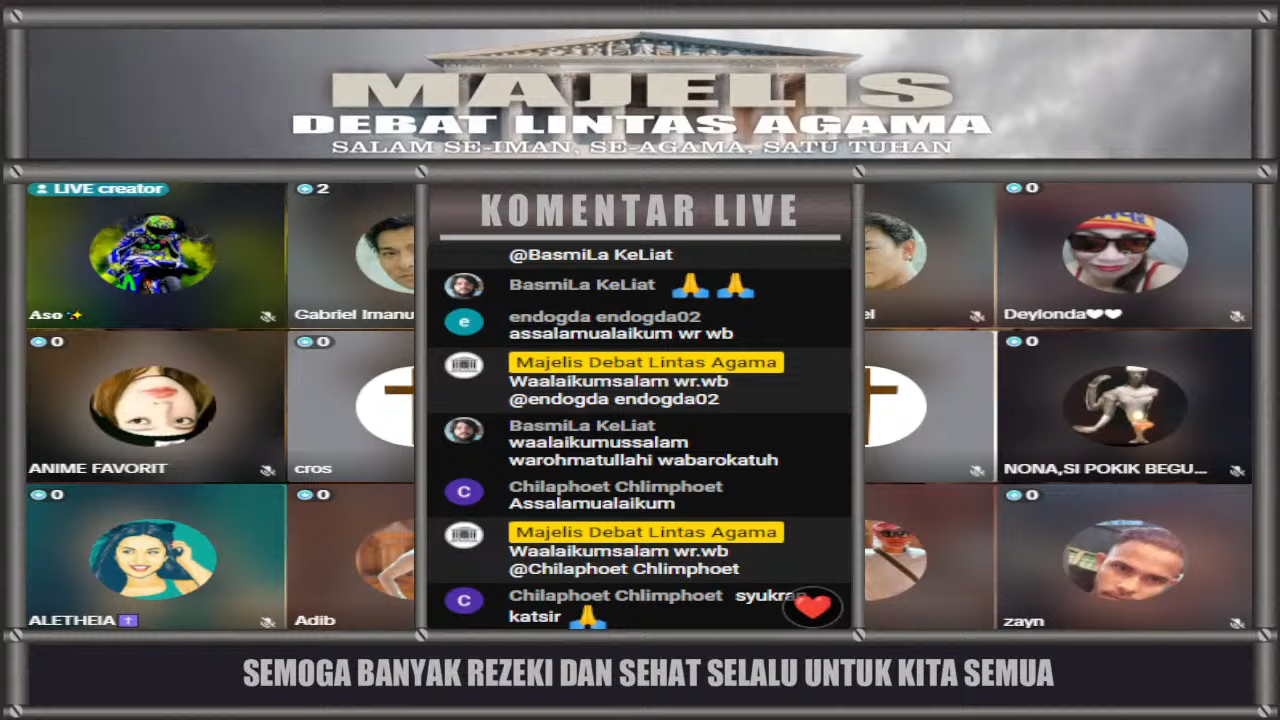 MAJELIS
DEBAT LINTAS AGAMA
SALAM SE-IMAN, SE-AGAMA, SATU TUHAN
LIVE creator
2
0
KOMENTAR LIVE
@BasmiLa KeLiat
BasmiLa KeLiat
e
endogda endogda02
assalamualaikum wr wb
Majelis Debat Lintas Agama
Waalaikumsalam wr.wb
@endogda endogda02
BasmiLa KeLiat
waalaikumussalam
warohmatullahi wabarokatuh
C
Chilaphoet Chlimphoet
Assalamualaikum
Majelis Debat Lintas Agama
Waalaikumsalam wr.wb
@Chilaphoet Chlimphoet
C
Chilaphoet Chlimphoet syukran
katsir
Aso
Gabriel Imanu
el
Deylonda
0
0
0
ANIME FAVORIT
cros
NONA,SI POKIK BEGU...
0
0
0
ALETHEIA
Adib
zayn
SEMOGA BANYAK REZEKI DAN SEHAT SELALU UNTUK KITA SEMUA